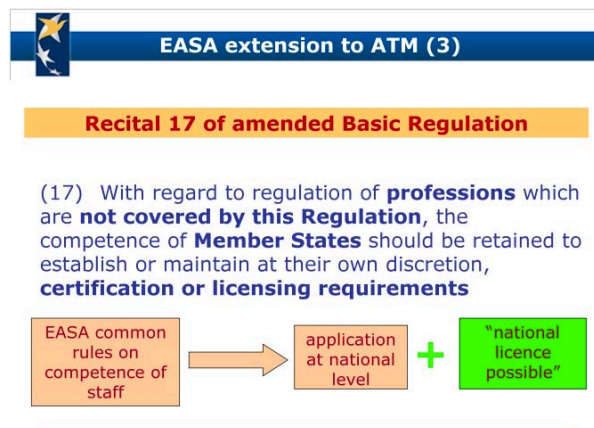 EASA extension to ATM (3)
Recital 17 of amended Basic Regulation
(17) With regard to regulation of professions which
are not covered by this Regulation, the
competence of Member States should be retained to
establish or maintain at their own discretion,
certification or licensing requirements
EASA common
rules on
competence of
staff
application
at national
level
+
“national
licence
possible”